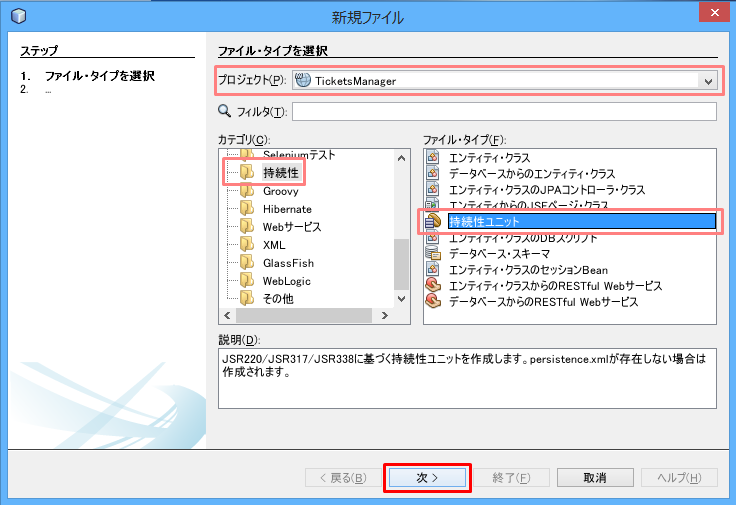 新規ファイル
ステップ
1. ファイル・タイプを選択
2. ...
ファイル・タイプを選択
プロジェクト(P): TicketsManager
フィルタ(T):
カテゴリ(C):
Seleniumテスト
持続性
Groovy
Hibernate
Webサービス
XML
GlassFish
WebLogic
その他
ファイル・タイプ(F):
エンティティ・クラス
データベースからのエンティティ・クラス
エンティティ・クラスのJPAコントローラ・クラス
エンティティからのJSFページ・クラス
持続性ユニット
エンティティ・クラスのDBスクリプト
データベース・スキーマ
エンティティ・クラスのセッションBean
エンティティ・クラスからのRESTful Webサービス
データベースからのRESTful Webサービス
説明(D):
JSR220/JSR317/JSR338に基づく持続性ユニットを作成します。persistence.xmlが存在しない場合は
作成されます。
< 戻る(B) 次 > 終了(F) 取消 ヘルプ(H)